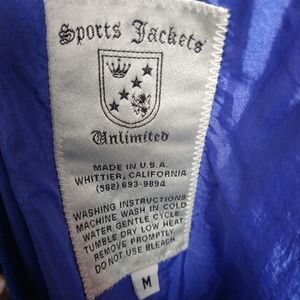 Sports Jackets
Unlimited
MADE IN U.S.A.
WHITTIER, CALIFORNIA
(562) 693-9894
WASHING INSTRUCTIONS
MACHINE WASH IN COLD
WATER GENTLE CYCLE.
TUMBLE DRY LOW HEAT.
REMOVE PROMPTLY.
DO NOT USE BLEACH.
M